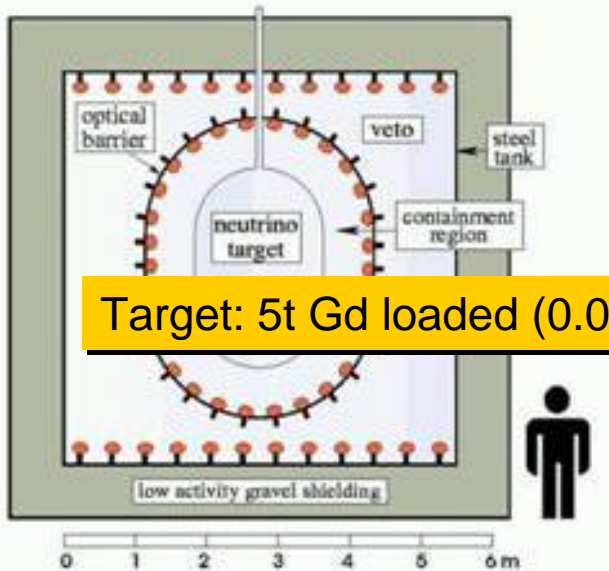 optical
barrier
veto
steel
tank
neutrino
target
containment
region
Target: 5t Gd loaded (0.0
low activity gravel shielding
0 1 2 3 4 5 6 m